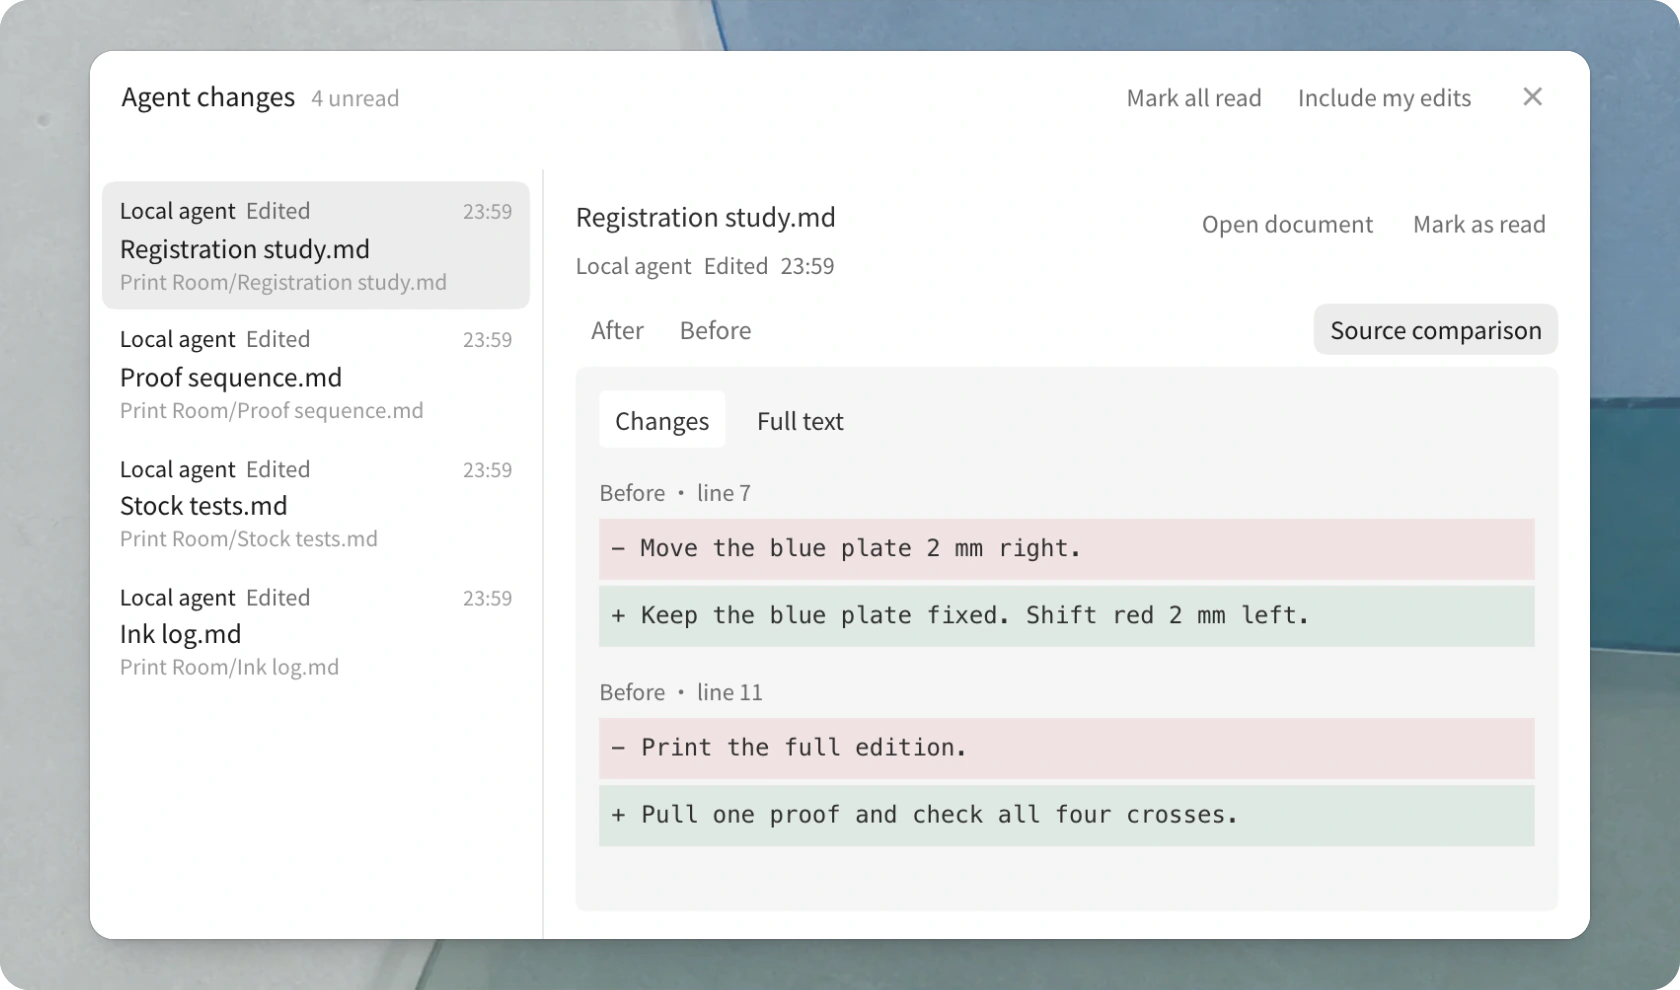 Agent changes 4 unread
Mark all read Include my edits ×
Local agent Edited 23:59
Registration study.md
Print Room/Registration study.md
Local agent Edited 23:59
Proof sequence.md
Print Room/Proof sequence.md
Local agent Edited 23:59
Stock tests.md
Print Room/Stock tests.md
Local agent Edited 23:59
Ink log.md
Print Room/Ink log.md
Registration study.md
Open document Mark as read
Local agent Edited 23:59
After Before Source comparison
Changes Full text
Before • line 7
– Move the blue plate 2 mm right.
+ Keep the blue plate fixed. Shift red 2 mm left.
Before • line 11
– Print the full edition.
+ Pull one proof and check all four crosses.